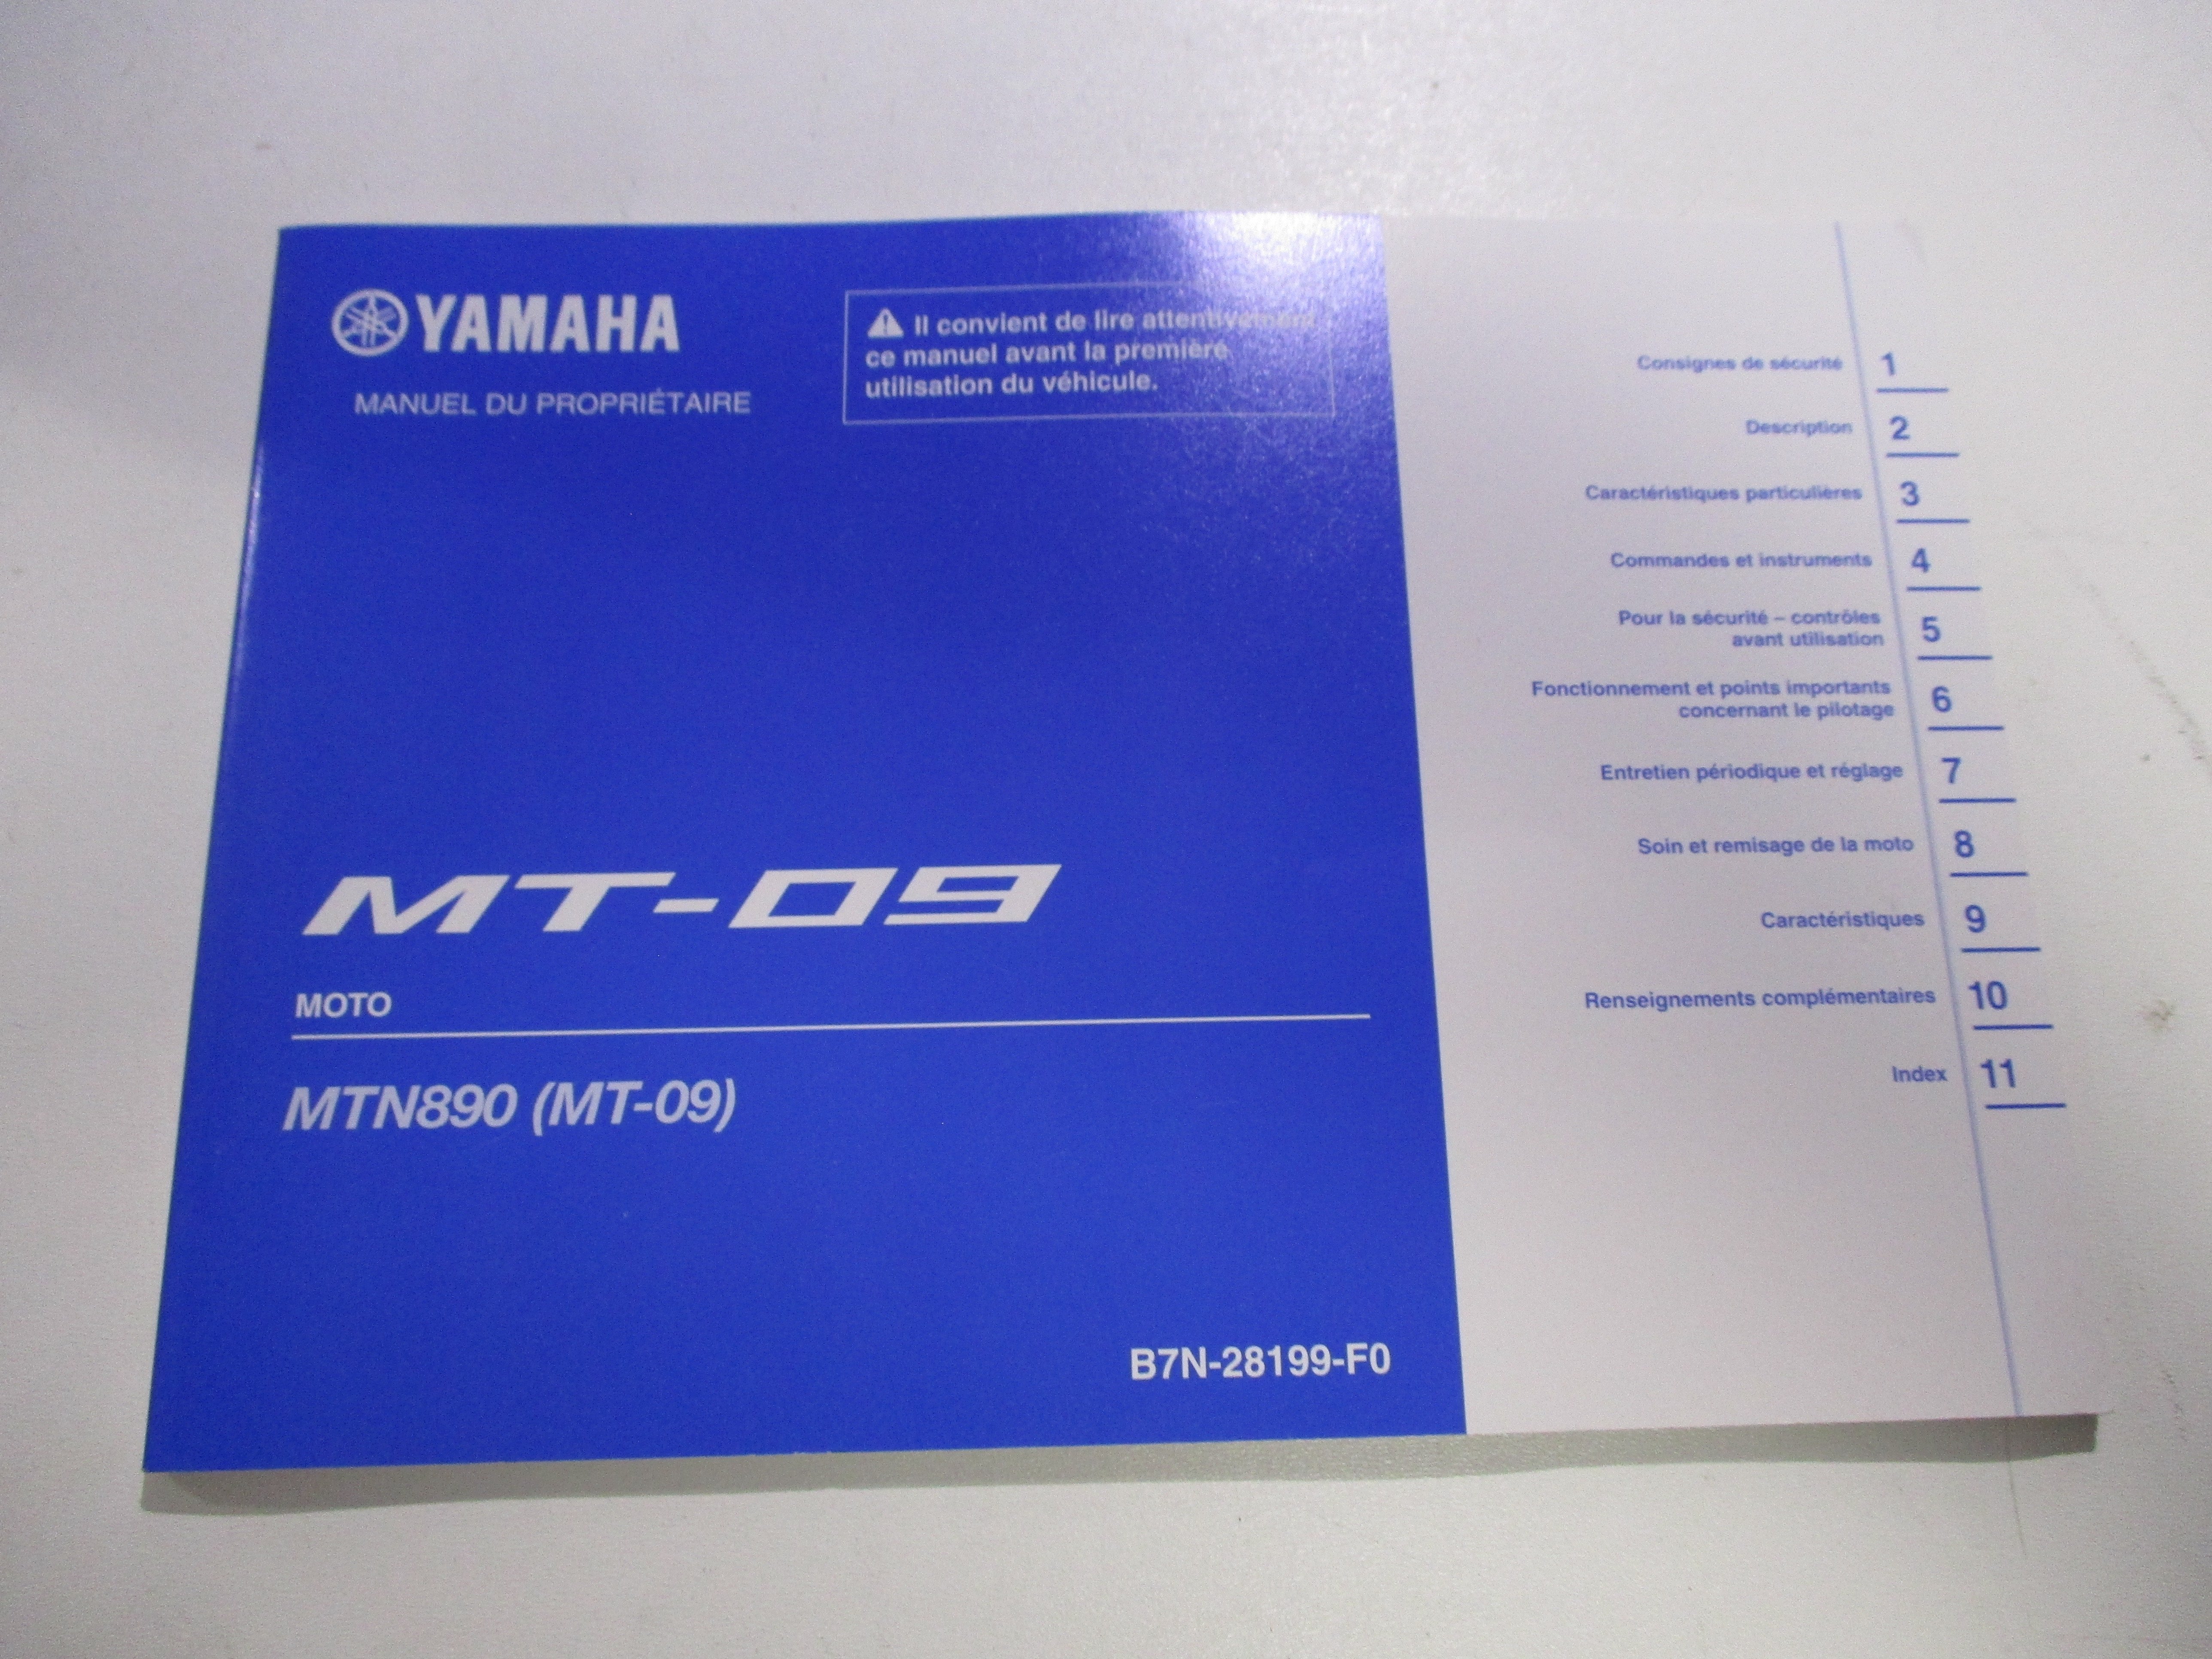 YAMAHA
MANUEL DU PROPRIÉTAIRE
Il convient de lire attentivement
ce manuel avant la première
utilisation du véhicule.
MT-09
MOTO
MTN890 (MT-09)
B7N-28199-F0
Consignes de sécurité 1
Description 2
Caractéristiques particulières 3
Commandes et instruments 4
Pour la sécurité – contrôles
avant utilisation 5
Fonctionnement et points importants
concernant le pilotage 6
Entretien périodique et réglage 7
Soin et remisage de la moto 8
Caractéristiques 9
Renseignements complémentaires 10
Index 11